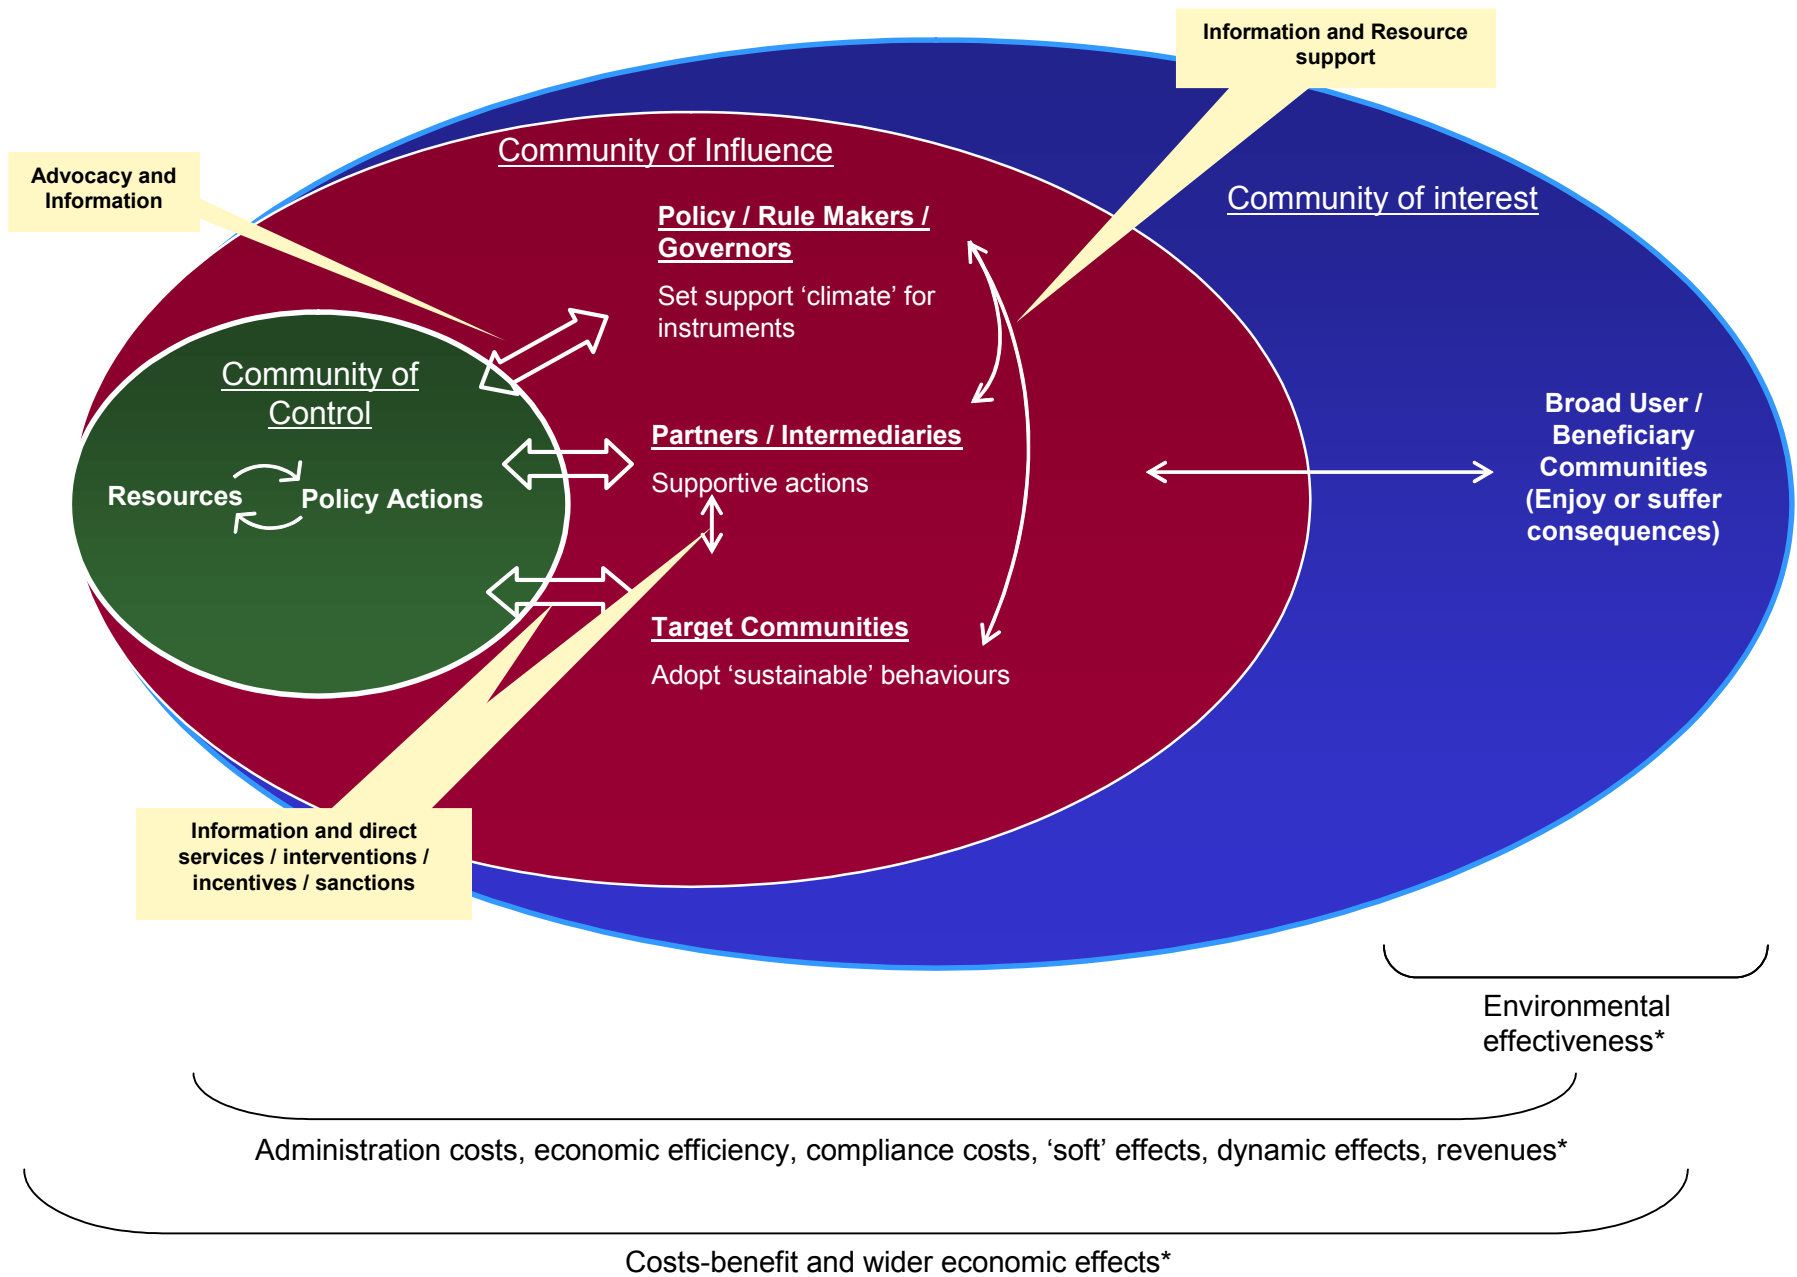 Information and Resource
support
Advocacy and
Information
Community of Influence
Community of interest
Policy / Rule Makers /
Governors
Set support ‘climate’ for
instruments
Community of
Control
Resources
Policy Actions
Partners / Intermediaries
Supportive actions
Broad User /
Beneficiary
Communities
(Enjoy or suffer
consequences)
Target Communities
Adopt ‘sustainable’ behaviours
Information and direct
services / interventions /
incentives / sanctions
Environmental
effectiveness*
Administration costs, economic efficiency, compliance costs, ‘soft’ effects, dynamic effects, revenues*
Costs-benefit and wider economic effects*